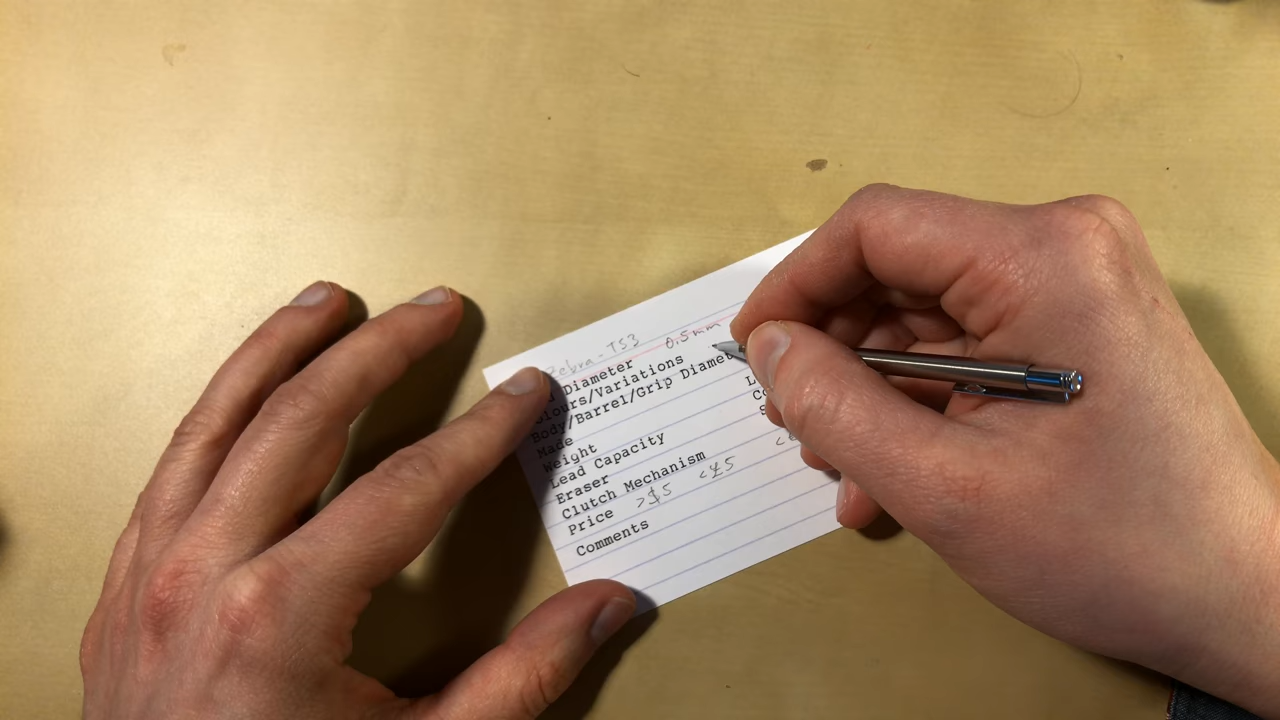 Zebra - TS3
Diameter 0.5mm
Colours/Variations
Body/Barrel/Grip Diamet
Made
Weight L
Lead Capacity Co
Eraser S
Clutch Mechanism
Price >$5 <£5 <€
Comments